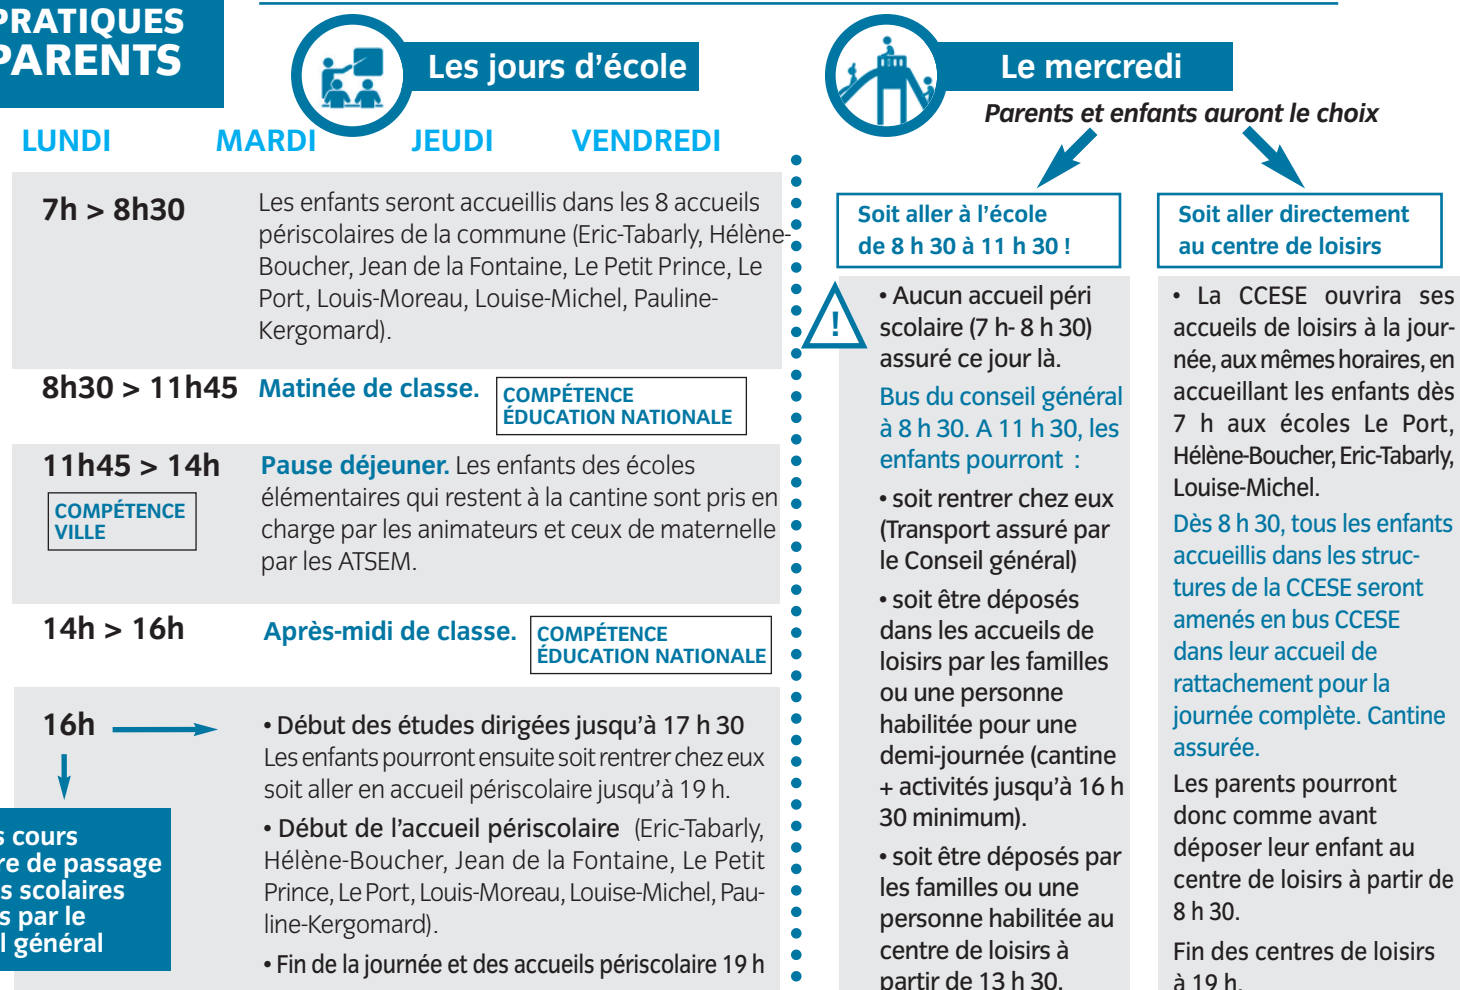 PRATIQUES
PARENTS
Les jours d’école
LUNDI MARDI JEUDI VENDREDI
7h > 8h30
Les enfants seront accueillis dans les 8 accueils
périscolaires de la commune (Eric-Tabarly, Hélène-
Boucher, Jean de la Fontaine, Le Petit Prince, Le
Port, Louis-Moreau, Louise-Michel, Pauline-
Kergomard).
8h30 > 11h45 Matinée de classe.
COMPÉTENCE
ÉDUCATION NATIONALE
11h45 > 14h
COMPÉTENCE
VILLE
Pause déjeuner. Les enfants des écoles
élémentaires qui restent à la cantine sont pris en
charge par les animateurs et ceux de maternelle
par les ATSEM.
14h > 16h Après-midi de classe.
COMPÉTENCE
ÉDUCATION NATIONALE
16h
• Début des études dirigées jusqu’à 17 h 30
Les enfants pourront ensuite soit rentrer chez eux
soit aller en accueil périscolaire jusqu’à 19 h.
• Début de l’accueil périscolaire (Eric-Tabarly,
Hélène-Boucher, Jean de la Fontaine, Le Petit
Prince, Le Port, Louis-Moreau, Louise-Michel, Pau-
line-Kergomard).
• Fin de la journée et des accueils périscolaire 19 h
cours
de passage
scolaires
par le
général
Le mercredi
Parents et enfants auront le choix
Soit aller à l’école
de 8 h 30 à 11 h 30 !
!
• Aucun accueil péri
scolaire (7 h- 8 h 30)
assuré ce jour là.
Bus du conseil général
à 8 h 30. A 11 h 30, les
enfants pourront :
• soit rentrer chez eux
(Transport assuré par
le Conseil général)
• soit être déposés
dans les accueils de
loisirs par les familles
ou une personne
habilitée pour une
demi-journée (cantine
+ activités jusqu’à 16 h
30 minimum).
• soit être déposés par
les familles ou une
personne habilitée au
centre de loisirs à
partir de 13 h 30.
Soit aller directement
au centre de loisirs
• La CCESE ouvrira ses
accueils de loisirs à la jour-
née, aux mêmes horaires, en
accueillant les enfants dès
7 h aux écoles Le Port,
Hélène-Boucher, Eric-Tabarly,
Louise-Michel.
Dès 8 h 30, tous les enfants
accueillis dans les struc-
tures de la CCESE seront
amenés en bus CCESE
dans leur accueil de
rattachement pour la
journée complète. Cantine
assurée.
Les parents pourront
donc comme avant
déposer leur enfant au
centre de loisirs à partir de
8 h 30.
Fin des centres de loisirs
à 19 h.